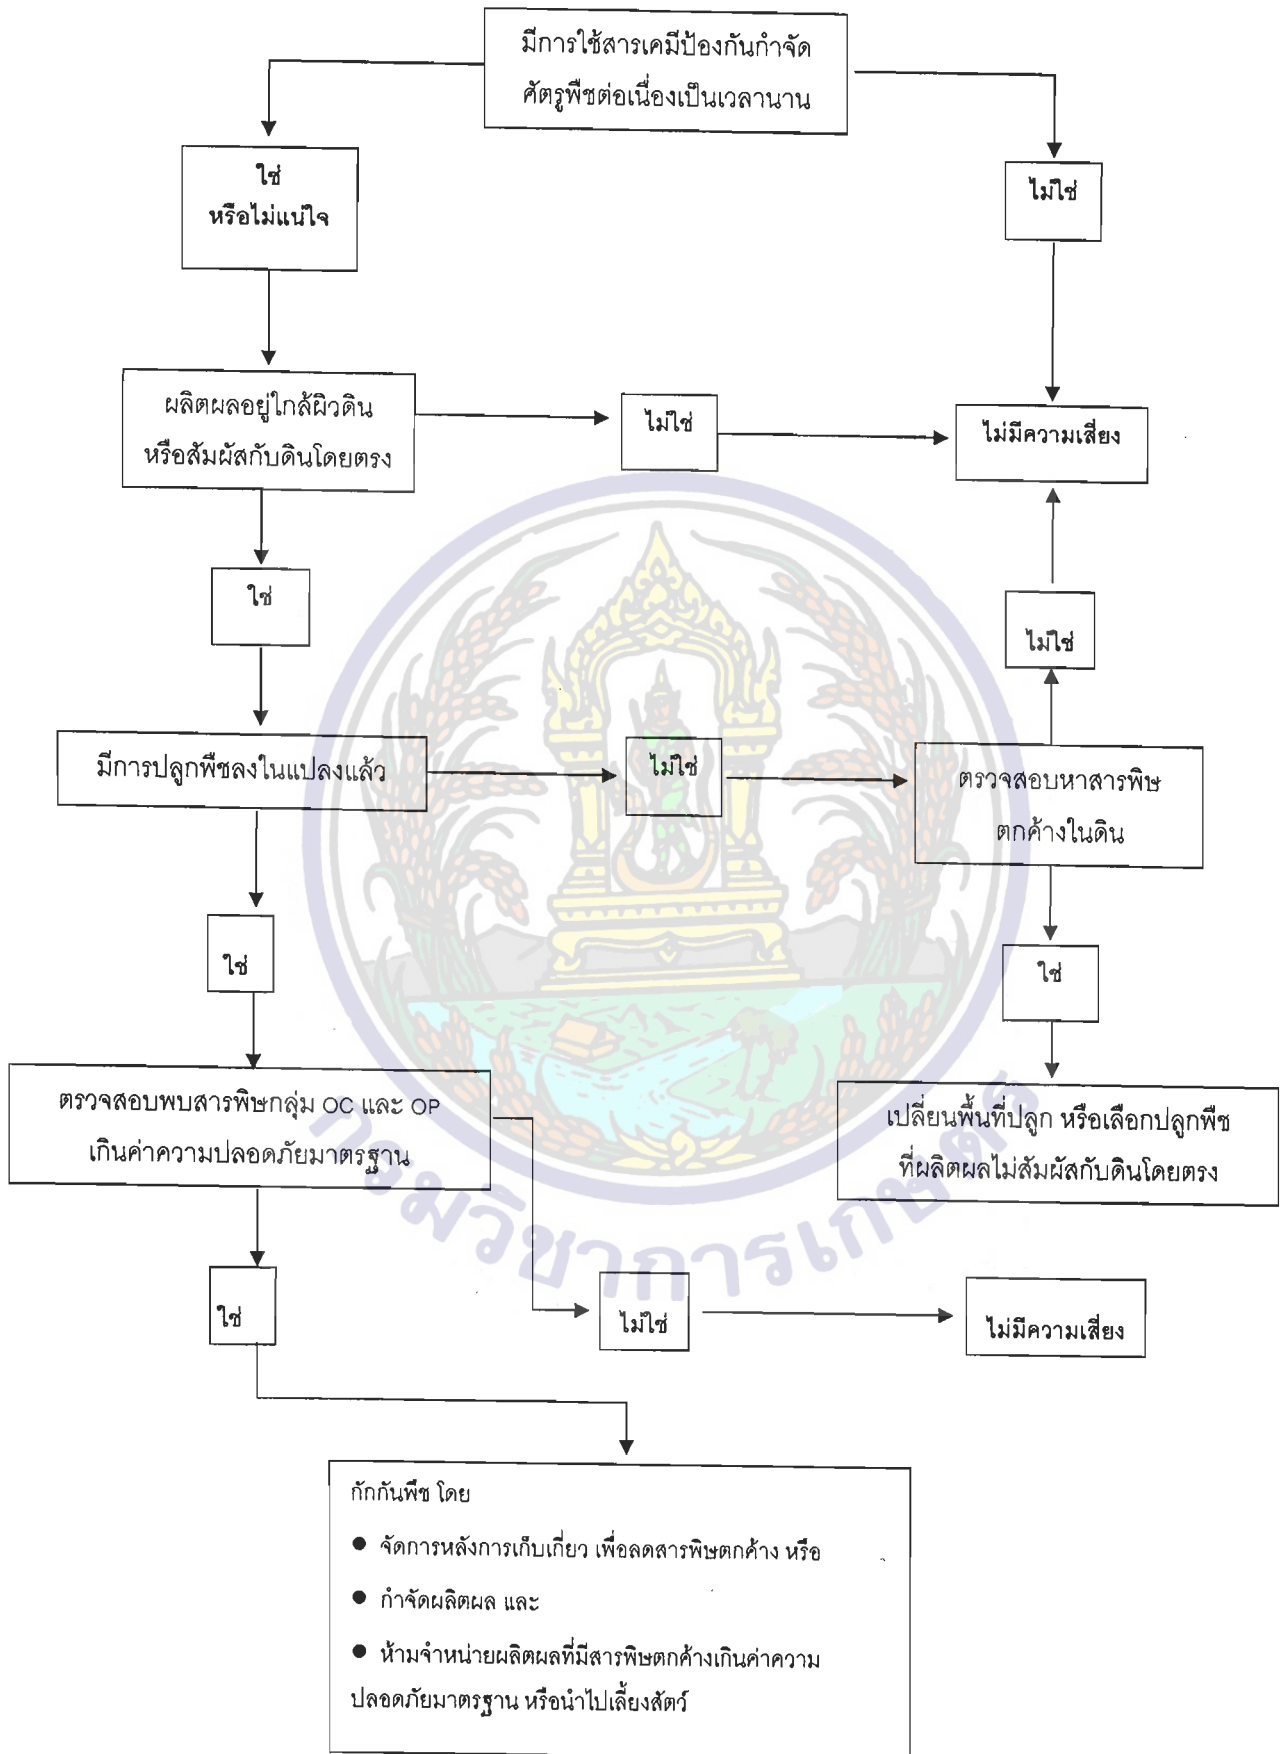 มีการใช้สารเคมีป้องกันกำจัด
ศัตรูพืชต่อเนื่องเป็นเวลานาน
ใช่
หรือไม่แน่ใจ
ไม่ใช่
ผลิตผลอยู่ใกล้ผิวดิน
หรือสัมผัสกับดินโดยตรง
ไม่ใช่
ไม่มีความเสี่ยง
ใช่
ไม่ใช่
มีการปลูกพืชลงในแปลงแล้ว
ไม่ใช่
ตรวจสอบหาสารพิษ
ตกค้างในดิน
ใช่
ใช่
ตรวจสอบพบสารพิษกลุ่ม OC และ OP
เกินค่าความปลอดภัยมาตรฐาน
เปลี่ยนพื้นที่ปลูก หรือเลือกปลูกพืช
ที่ผลิตผลไม่สัมผัสกับดินโดยตรง
กรมวิชาการเกษตร
ใช่
ไม่ใช่
ไม่มีความเสี่ยง
กักกันพืช โดย
● จัดการหลังการเก็บเกี่ยว เพื่อลดสารพิษตกค้าง หรือ
● กำจัดผลิตผล และ
● ห้ามจำหน่ายผลิตผลที่มีสารพิษตกค้างเกินค่าความ
ปลอดภัยมาตรฐาน หรือนำไปเลี้ยงสัตว์